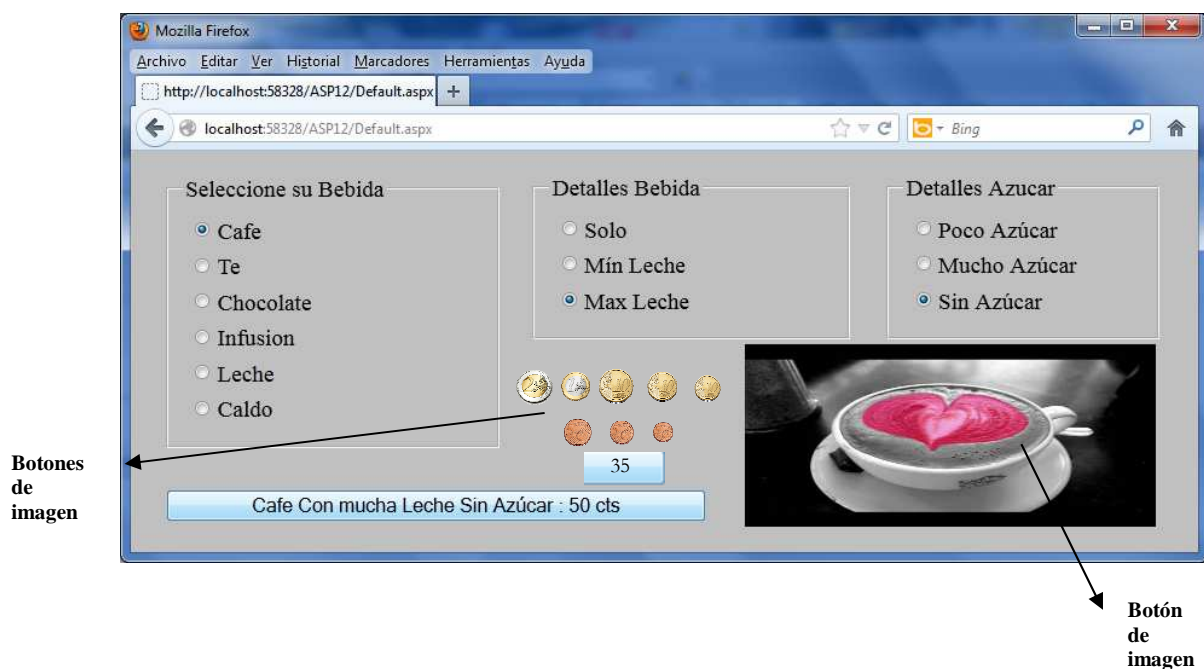 Mozilla Firefox
Archivo Editar Ver Historial Marcadores Herramientas Ayuda
http://localhost:58328/ASP12/Default.aspx +
localhost:58328/ASP12/Default.aspx
Bing
Seleccione su Bebida
Cafe
Te
Chocolate
Infusion
Leche
Caldo
Detalles Bebida
Solo
Mín Leche
Max Leche
Detalles Azucar
Poco Azúcar
Mucho Azúcar
Sin Azúcar
35
Cafe Con mucha Leche Sin Azúcar : 50 cts
Botones
de
imagen
Botón
de
imagen